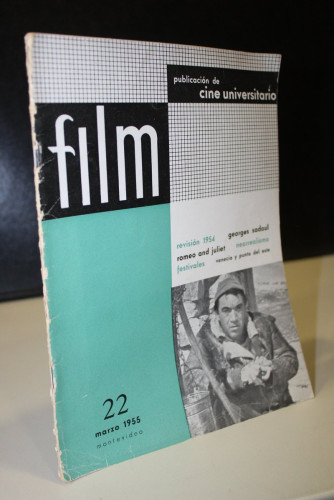 publicación de
cine universitario
film
revisión 1954 georges sadoul
romeo and juliet neorrealismo
festivales venecia y punta del este
22
marzo 1955
montevideo